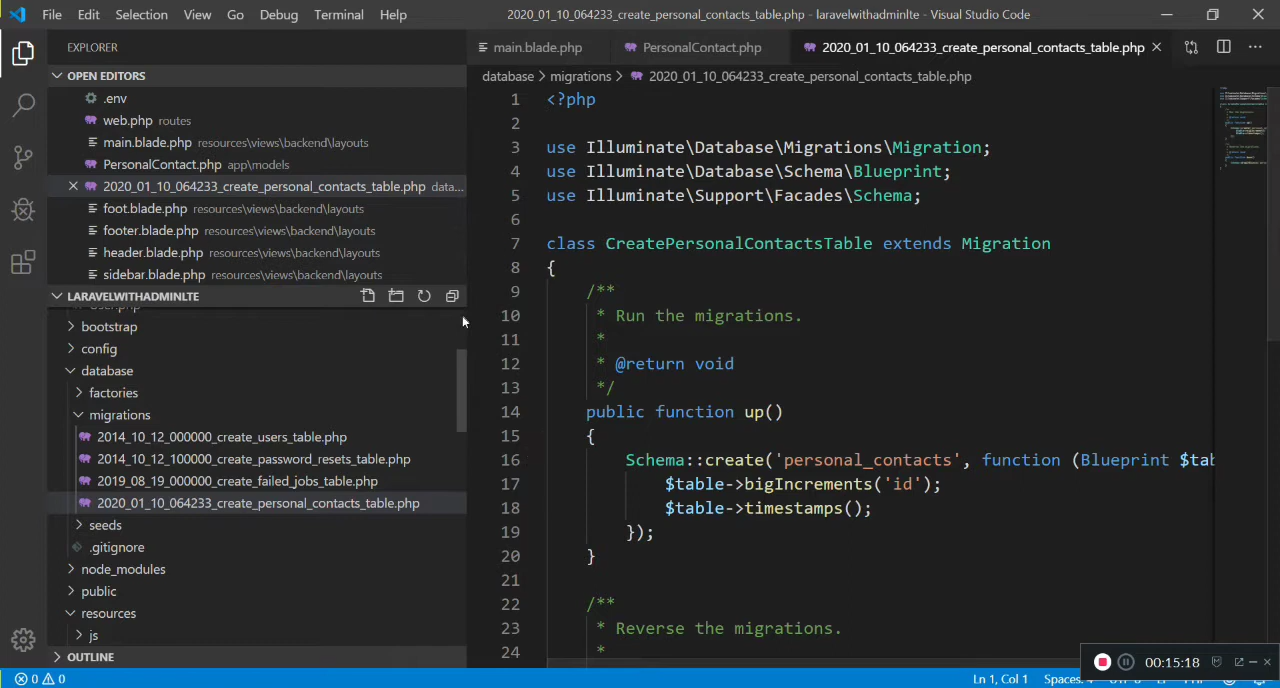 File Edit Selection View Go Debug Terminal Help 2020_01_10_064233_create_personal_contacts_table.php - laravelwithadminlte - Visual Studio Code
EXPLORER
OPEN EDITORS
.env
web.php routes
main.blade.php resources\views\backend\layouts
PersonalContact.php app\models
2020_01_10_064233_create_personal_contacts_table.php data...
foot.blade.php resources\views\backend\layouts
footer.blade.php resources\views\backend\layouts
header.blade.php resources\views\backend\layouts
sidebar.blade.php resources\views\backend\layouts
LARAVELWITHADMINLTE
User.php
bootstrap
config
database
factories
migrations
2014_10_12_000000_create_users_table.php
2014_10_12_100000_create_password_resets_table.php
2019_08_19_000000_create_failed_jobs_table.php
2020_01_10_064233_create_personal_contacts_table.php
seeds
.gitignore
node_modules
public
resources
js
OUTLINE
main.blade.php PersonalContact.php 2020_01_10_064233_create_personal_contacts_table.php
database > migrations > 2020_01_10_064233_create_personal_contacts_table.php
1 <?php
2
3 use Illuminate\Database\Migrations\Migration;
4 use Illuminate\Database\Schema\Blueprint;
5 use Illuminate\Support\Facades\Schema;
6
7 class CreatePersonalContactsTable extends Migration
8 {
9 /**
10 * Run the migrations.
11 *
12 * @return void
13 */
14 public function up()
15 {
16 Schema::create('personal_contacts', function (Blueprint $tab
17 $table->bigIncrements('id');
18 $table->timestamps();
19 });
20 }
21
22 /**
23 * Reverse the migrations.
24 *
00:15:18
0 0 Ln 1, Col 1 Spaces: 4